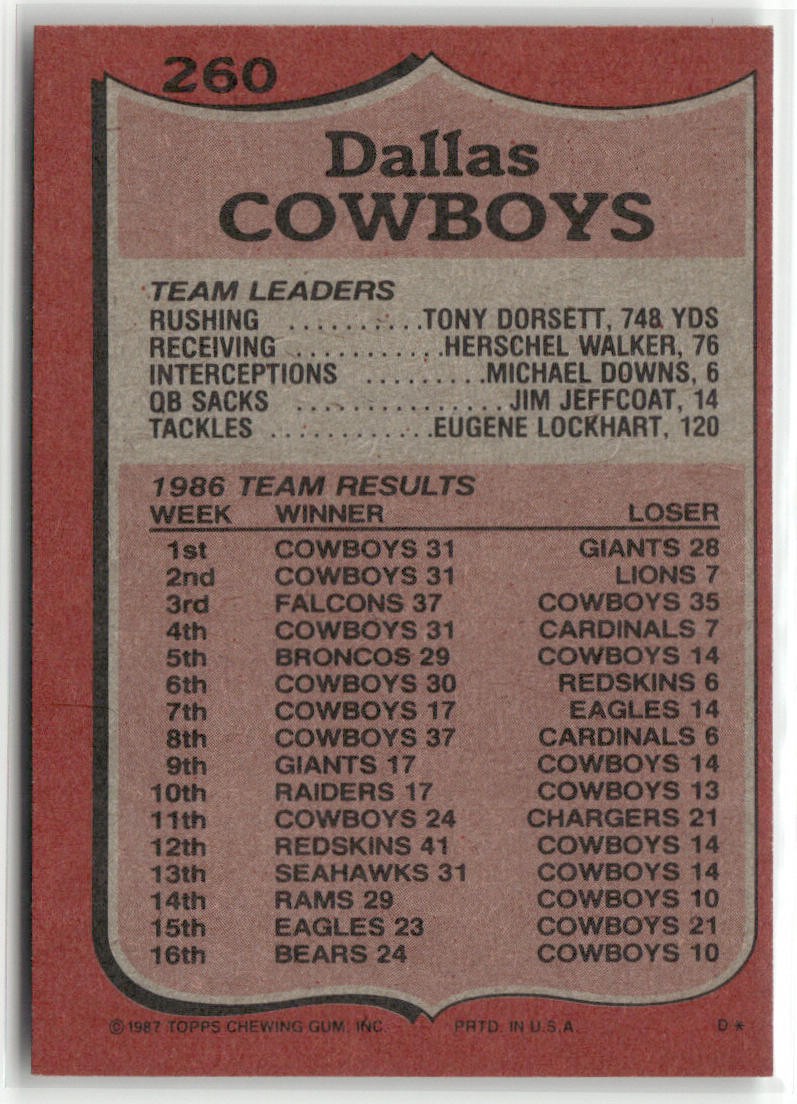 260
Dallas
COWBOYS
TEAM LEADERS
RUSHING ..........TONY DORSETT, 748 YDS
RECEIVING ...........HERSCHEL WALKER, 76
INTERCEPTIONS .........MICHAEL DOWNS, 6
QB SACKS ...............JIM JEFFCOAT, 14
TACKLES ............EUGENE LOCKHART, 120
1986 TEAM RESULTS
WEEK WINNER LOSER
1st COWBOYS 31 GIANTS 28
2nd COWBOYS 31 LIONS 7
3rd FALCONS 37 COWBOYS 35
4th COWBOYS 31 CARDINALS 7
5th BRONCOS 29 COWBOYS 14
6th COWBOYS 30 REDSKINS 6
7th COWBOYS 17 EAGLES 14
8th COWBOYS 37 CARDINALS 6
9th GIANTS 17 COWBOYS 14
10th RAIDERS 17 COWBOYS 13
11th COWBOYS 24 CHARGERS 21
12th REDSKINS 41 COWBOYS 14
13th SEAHAWKS 31 COWBOYS 14
14th RAMS 29 COWBOYS 10
15th EAGLES 23 COWBOYS 21
16th BEARS 24 COWBOYS 10
©1987 TOPPS CHEWING GUM, INC. PRTD. IN U.S.A. D*